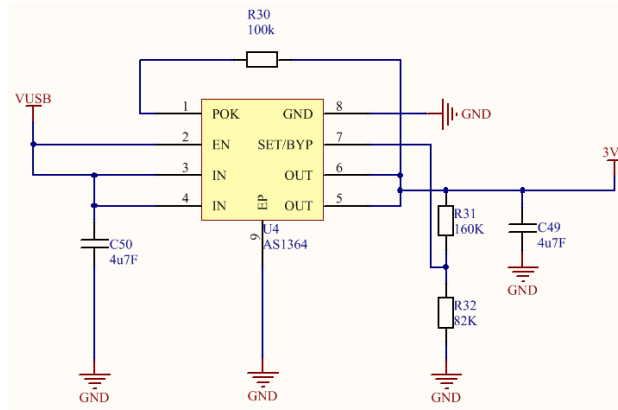 R30
100k
VUSB
1 POK GND 8 GND
2 EN SET/BYP 7
3 IN OUT 6
3V
4 IN EP OUT 5
R31
160K
C49
4u7F
9
U4
AS1364
C50
4u7F
GND
R32
82K
GND
GND
GND